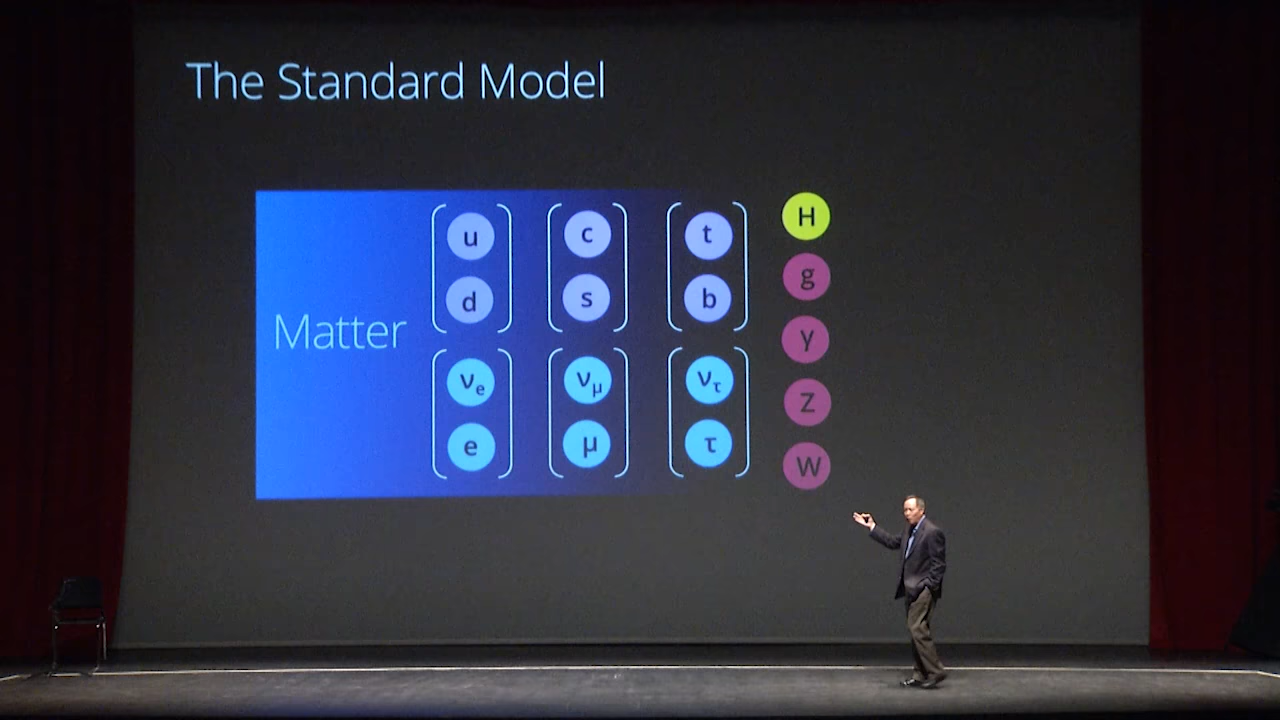 The Standard Model
Matter
u c t
d s b
νe νμ ντ
e μ τ
H
g
γ
Z
W